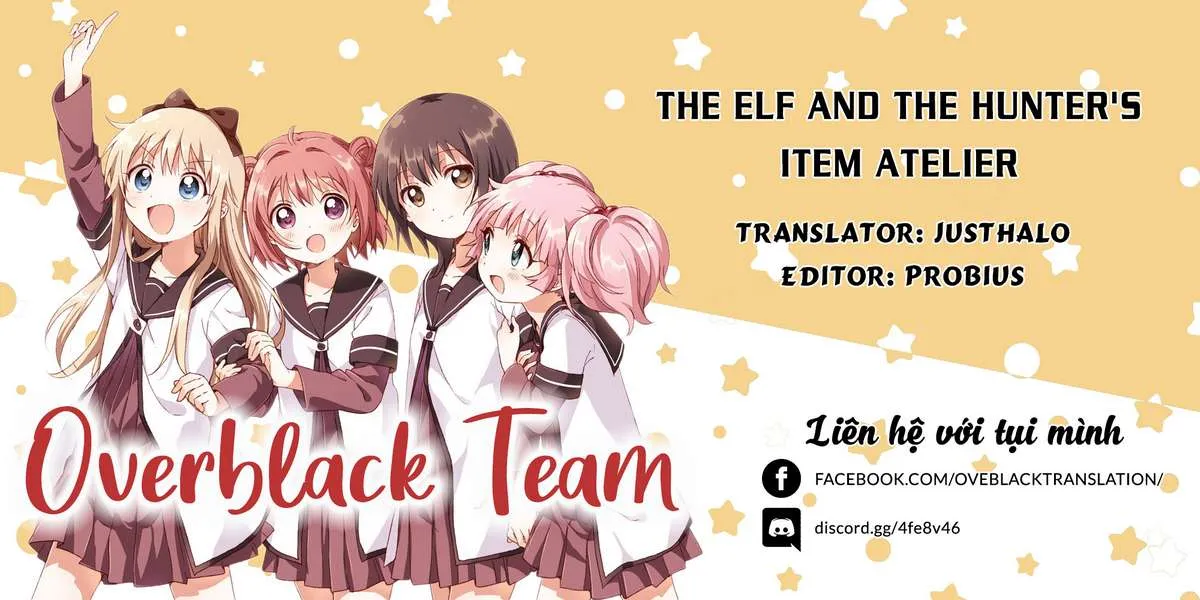 THE ELF AND THE HUNTER'S
ITEM ATELIER
TRANSLATOR: JUSTHALO
EDITOR: PROBIUS
Overblack Team
Liên hệ với tụi mình
FACEBOOK.COM/OVEBLACKTRANSLATION/
discord.gg/4fe8v46